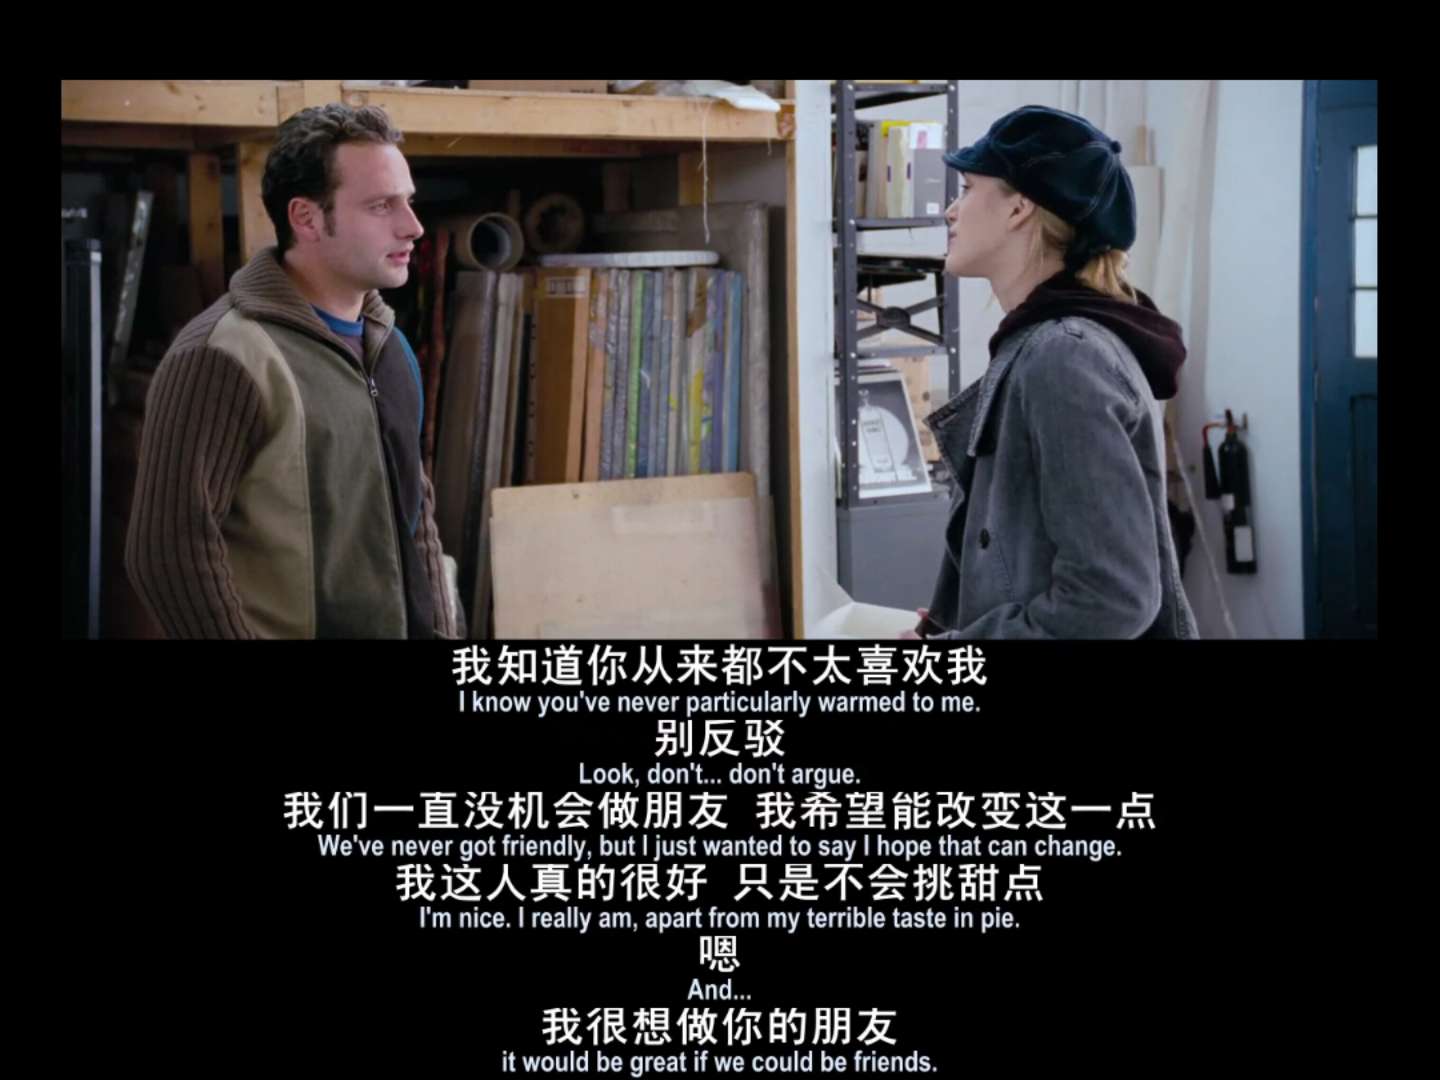 我知道你从来都不太喜欢我
I know you've never particularly warmed to me.
别反驳
Look, don't... don't argue.
我们一直没机会做朋友 我希望能改变这一点
We've never got friendly, but I just wanted to say I hope that can change.
我这人真的很好 只是不会挑甜点
I'm nice. I really am, apart from my terrible taste in pie.
嗯
And...
我很想做你的朋友
it would be great if we could be friends.